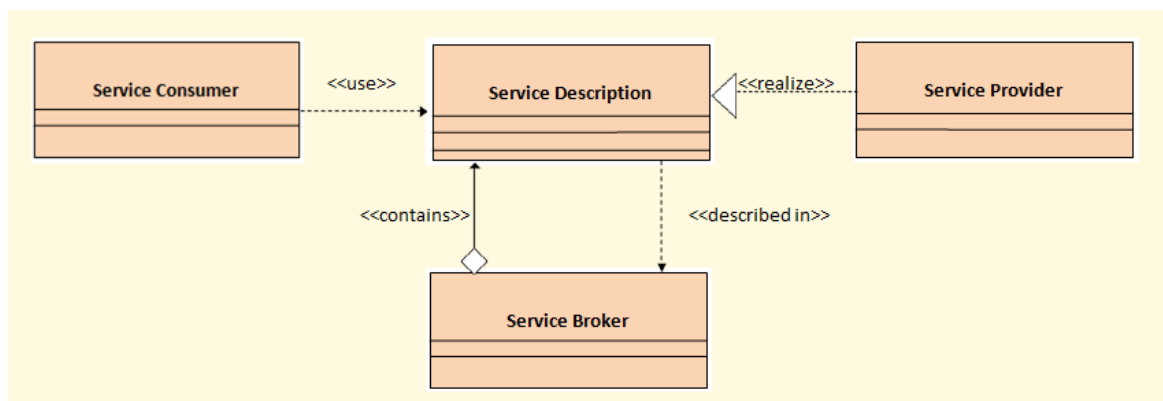 Service Consumer
<<use>>
Service Description
<<realize>>
Service Provider
<<contains>>
<<described in>>
Service Broker